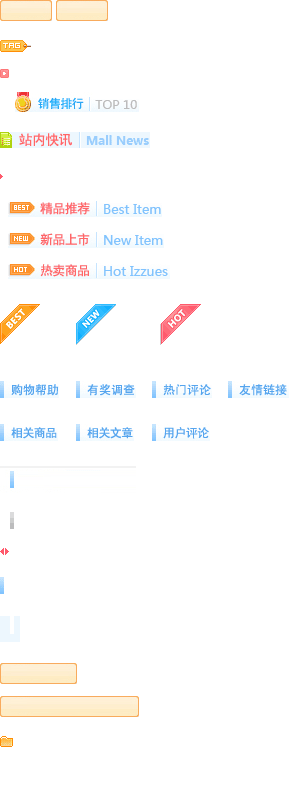 TAG
销售排行 TOP 10
站内快讯 Mall News
BEST 精品推荐 Best Item
NEW 新品上市 New Item
HOT 热卖商品 Hot Izzues
BEST NEW HOT
购物帮助 有奖调查 热门评论 友情链接
相关商品 相关文章 用户评论